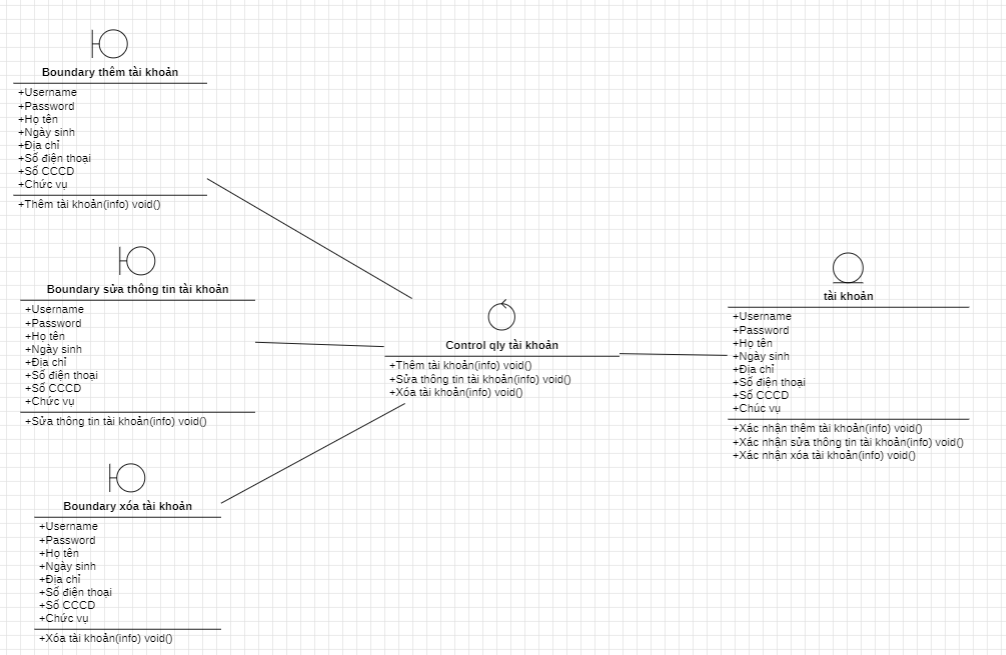 Boundary thêm tài khoản
+Username
+Password
+Họ tên
+Ngày sinh
+Địa chỉ
+Số điện thoại
+Số CCCD
+Chức vụ
+Thêm tài khoản(info) void()
Boundary sửa thông tin tài khoản
+Username
+Password
+Họ tên
+Ngày sinh
+Địa chỉ
+Số điện thoại
+Số CCCD
+Chức vụ
+Sửa thông tin tài khoản(info) void()
Boundary xóa tài khoản
+Username
+Password
+Họ tên
+Ngày sinh
+Địa chỉ
+Số điện thoại
+Số CCCD
+Chức vụ
+Xóa tài khoản(info) void()
Control qly tài khoản
+Thêm tài khoản(info) void()
+Sửa thông tin tài khoản(info) void()
+Xóa tài khoản(info) void()
tài khoản
+Username
+Password
+Họ tên
+Ngày sinh
+Địa chỉ
+Số điện thoại
+Số CCCD
+Chúc vụ
+Xác nhận thêm tài khoản(info) void()
+Xác nhận sửa thông tin tài khoản(info) void()
+Xác nhận xóa tài khoản(info) void()